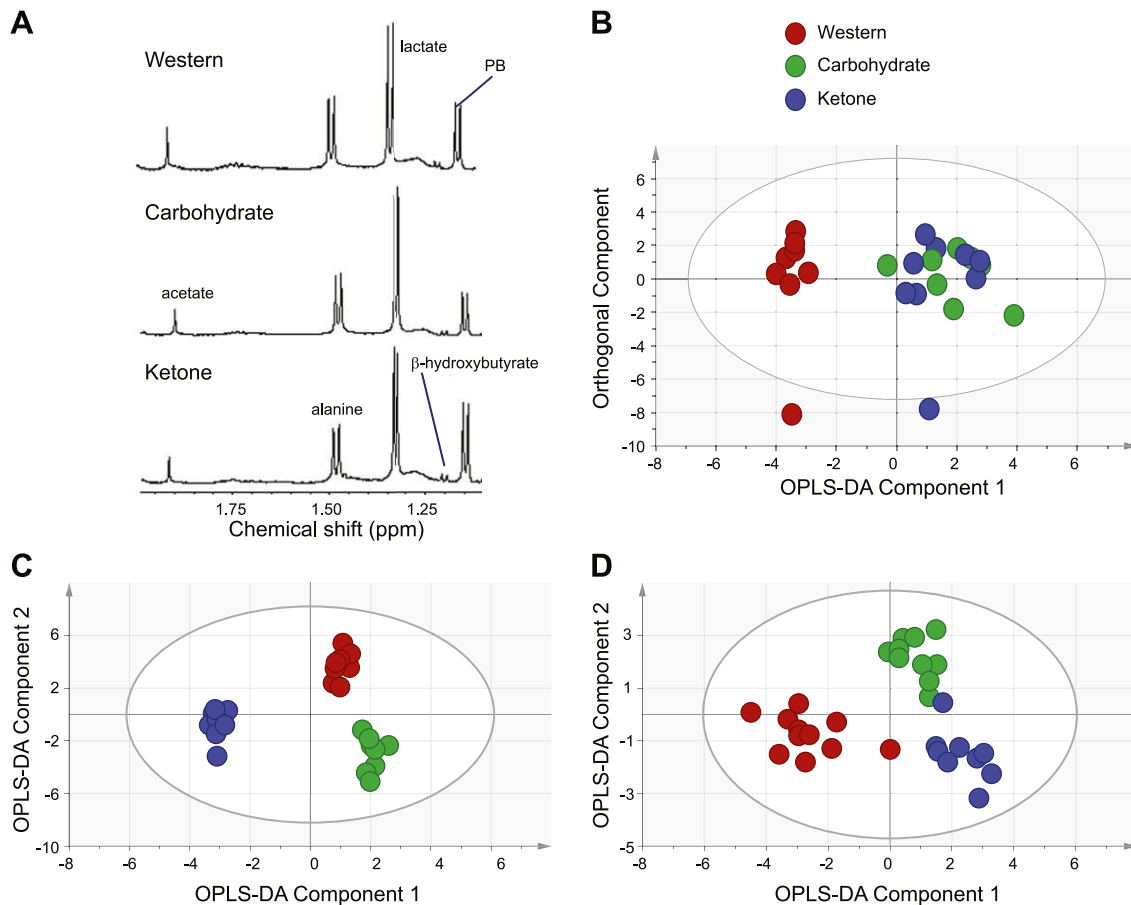 A
Western
lactate
PB
Carbohydrate
acetate
Ketone
β-hydroxybutyrate
alanine
1.75 1.50 1.25
Chemical shift (ppm)
B
Western
Carbohydrate
Ketone
Orthogonal Component
6
4
2
0
-2
-4
-6
-8
-10
-8 -6 -4 -2 0 2 4 6
OPLS-DA Component 1
C
OPLS-DA Component 2
6
2
-2
-6
-10
-8 -6 -4 -2 0 2 4 6
OPLS-DA Component 1
D
OPLS-DA Component 2
3
1
-1
-3
-5
-6 -4 -2 0 2 4 6
OPLS-DA Component 1